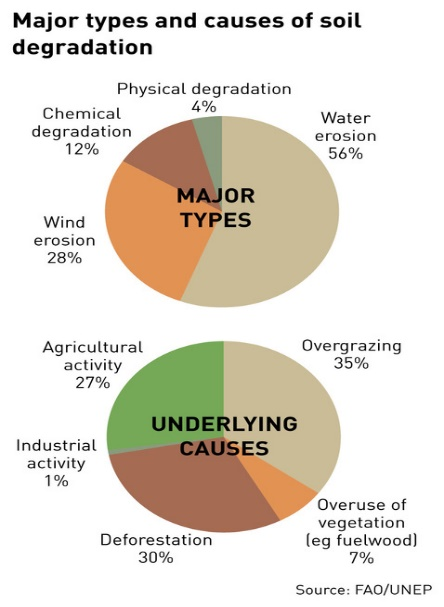 Major types and causes of soil
degradation
Physical degradation
4%
Chemical
degradation
12%
Water
erosion
56%
MAJOR
TYPES
Wind
erosion
28%
Agricultural
activity
27%
Overgrazing
35%
UNDERLYING
CAUSES
Industrial
activity
1%
Overuse of
vegetation
(eg fuelwood)
7%
Deforestation
30%
Source: FAO/UNEP